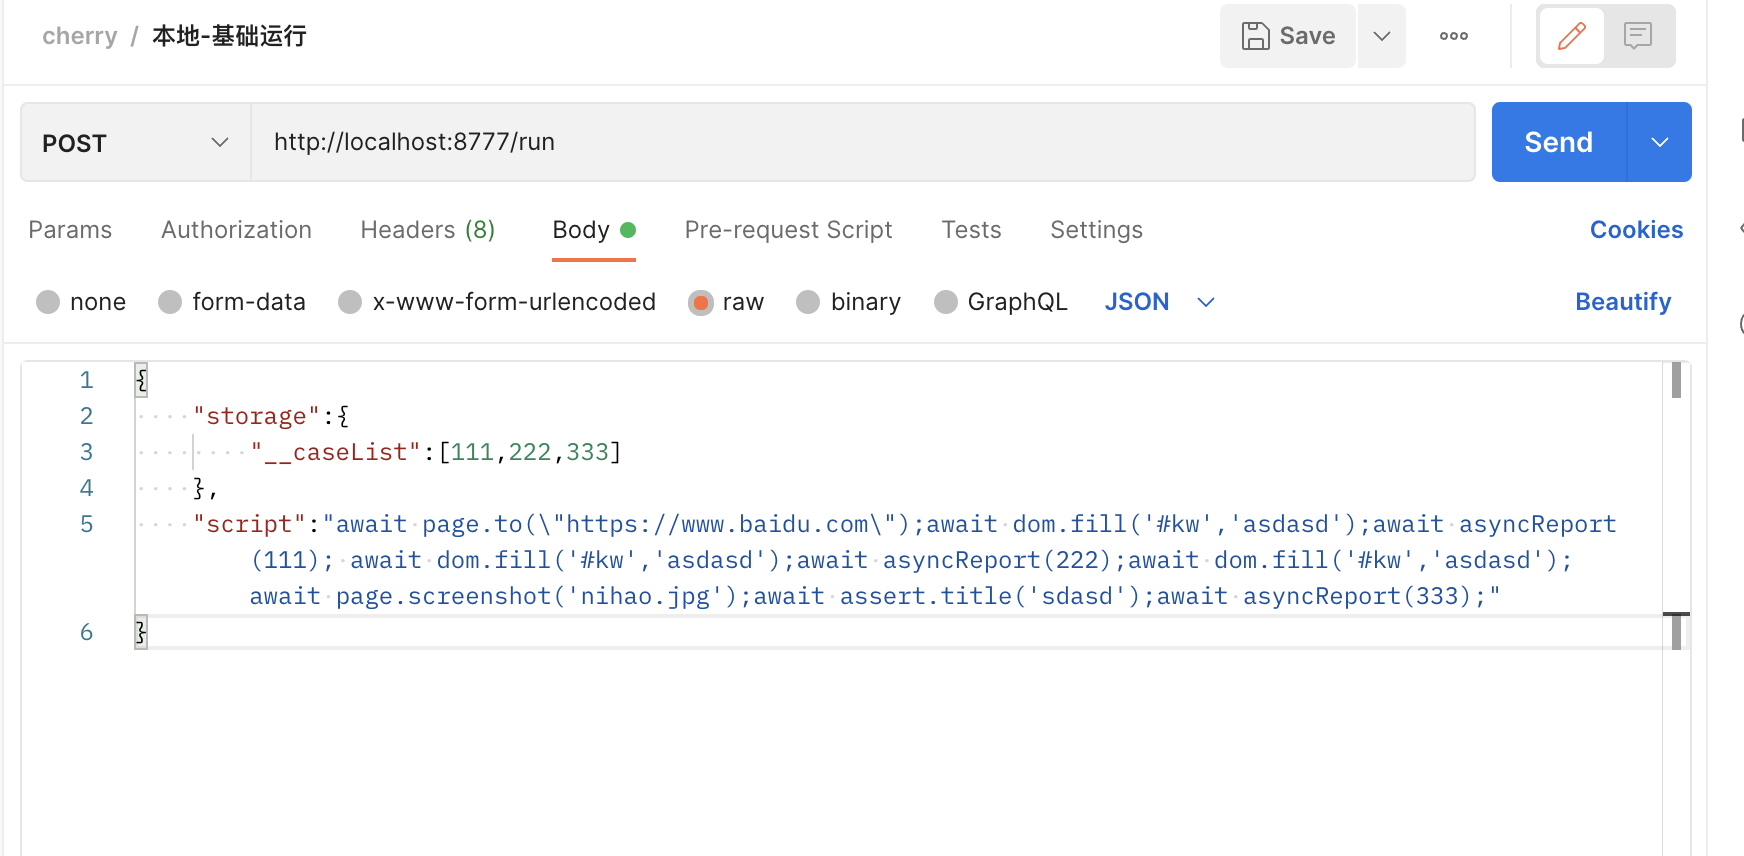 cherry / 本地-基础运行
Save
POST
http://localhost:8777/run
Send
Params Authorization Headers (8) Body Pre-request Script Tests Settings Cookies
none form-data x-www-form-urlencoded raw binary GraphQL JSON Beautify
1 {
2 "storage":{
3 "__caseList":[111,222,333]
4 },
5 "script":"await page.to(\"https://www.baidu.com\");await dom.fill('#kw','asdasd');await asyncReport
(111); await dom.fill('#kw','asdasd');await asyncReport(222);await dom.fill('#kw','asdasd');
await page.screenshot('nihao.jpg');await assert.title('sdasd');await asyncReport(333);"
6 }